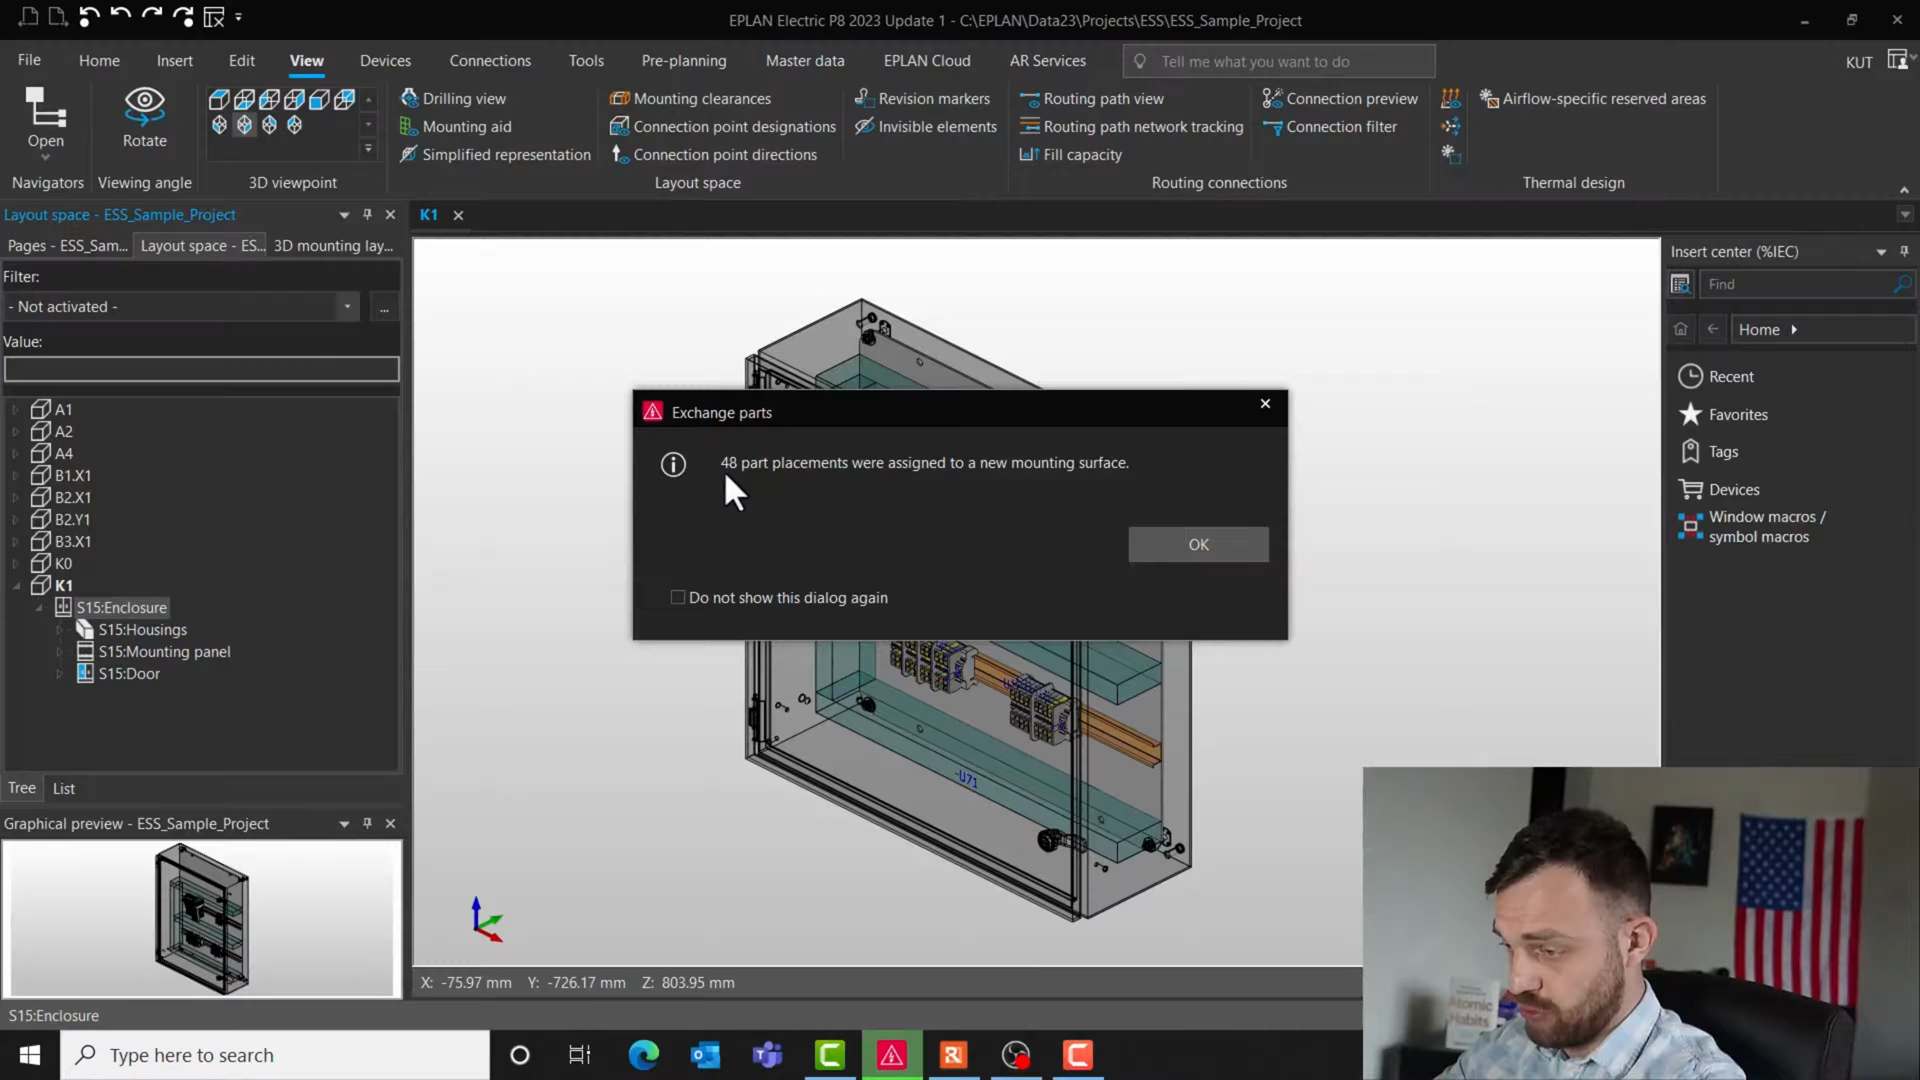 EPLAN Electric P8 2023 Update 1 - C:\EPLAN\Data23\Projects\ESS\ESS_Sample_Project
File
Home
Insert
Edit
View
Devices
Connections
Tools
Pre-planning
Master data
EPLAN Cloud
AR Services
Tell me what you want to do
KUT
Open
Rotate
Drilling view
Mounting aid
Simplified representation
Mounting clearances
Connection point designations
Connection point directions
Revision markers
Invisible elements
Routing path view
Routing path network tracking
Fill capacity
Connection preview
Connection filter
Airflow-specific reserved areas
Navigators
Viewing angle
3D viewpoint
Layout space
Routing connections
Thermal design
Layout space - ESS_Sample_Project
K1
Pages - ESS_Sam...
Layout space - ES...
3D mounting lay...
Filter:
- Not activated -
...
Value:
A1
A2
A4
B1.X1
B2.X1
B2.Y1
B3.X1
K0
K1
S15:Enclosure
S15:Housings
S15:Mounting panel
S15:Door
Tree
List
Graphical preview - ESS_Sample_Project
S15:Enclosure
Exchange parts
48 part placements were assigned to a new mounting surface.
OK
Do not show this dialog again
-U71
X: -75.97 mm Y: -726.17 mm Z: 803.95 mm
Insert center (%IEC)
Find
Home
Recent
Favorites
Tags
Devices
Window macros /
symbol macros
Atomic
Habits
Type here to search